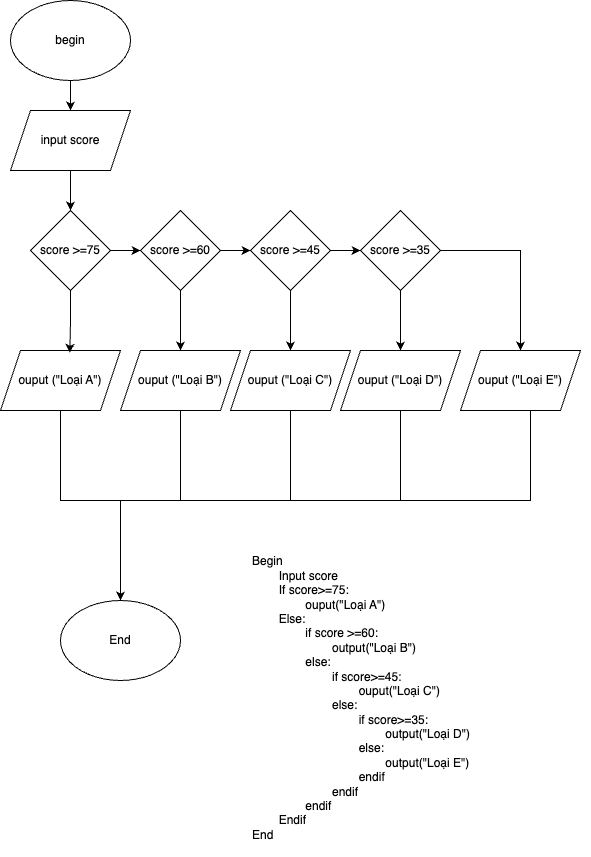 begin
input score
score >=75
score >=60
score >=45
score >=35
ouput ("Loại A")
ouput ("Loại B")
ouput ("Loại C")
ouput ("Loại D")
ouput ("Loại E")
End
Begin
Input score
If score>=75:
ouput("Loại A")
Else:
if score >=60:
output("Loại B")
else:
if score>=45:
ouput("Loại C")
else:
if score>=35:
output("Loại D")
else:
output("Loại E")
endif
endif
endif
Endif
End